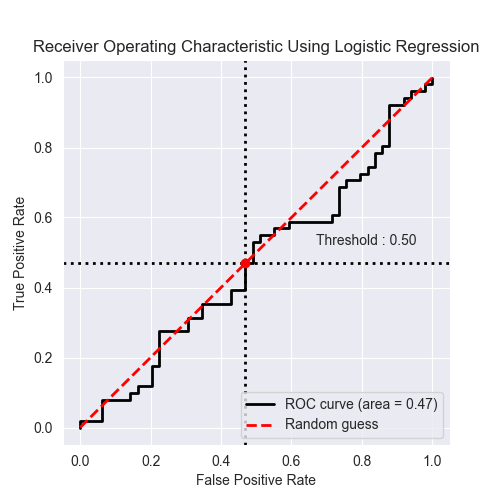 Receiver Operating Characteristic Using Logistic Regression
1.0
0.8
0.6
0.4
0.2
0.0
True Positive Rate
Threshold : 0.50
ROC curve (area = 0.47)
Random guess
0.0 0.2 0.4 0.6 0.8 1.0
False Positive Rate